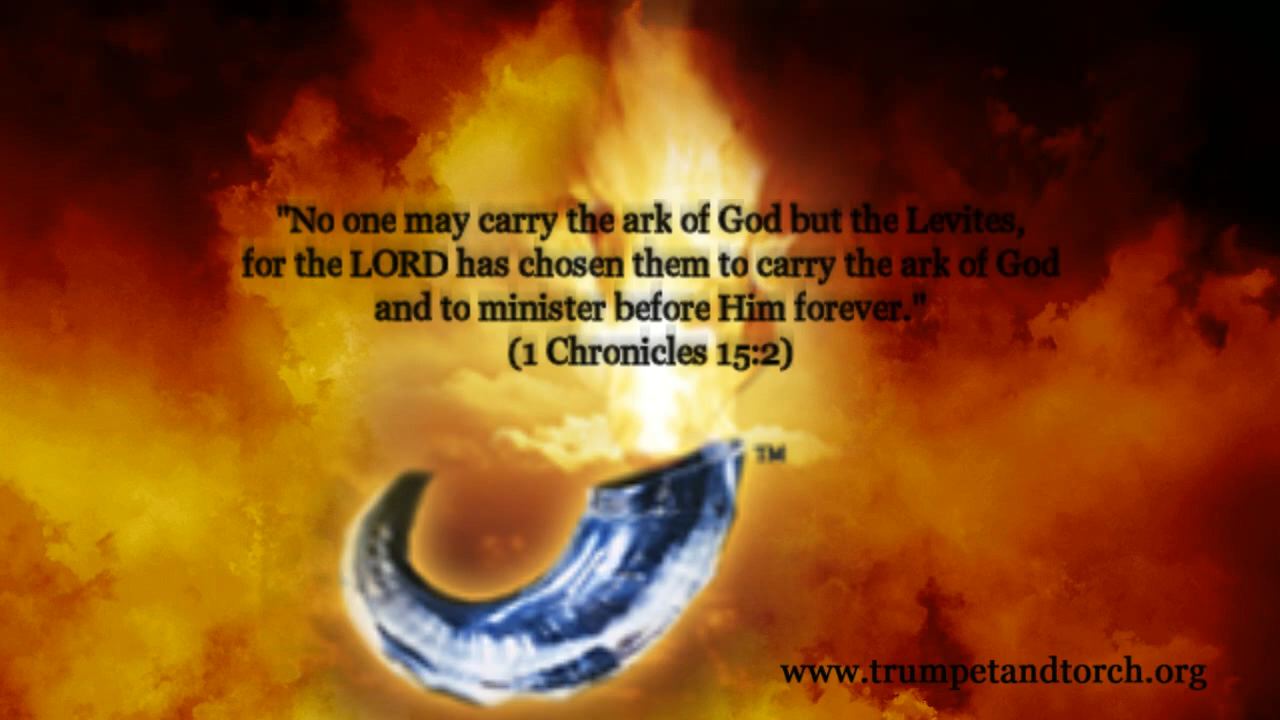 "No one may carry the ark of God but the Levites,
for the LORD has chosen them to carry the ark of God
and to minister before Him forever."
(1 Chronicles 15:2)
TM
www.trumpetandtorch.org